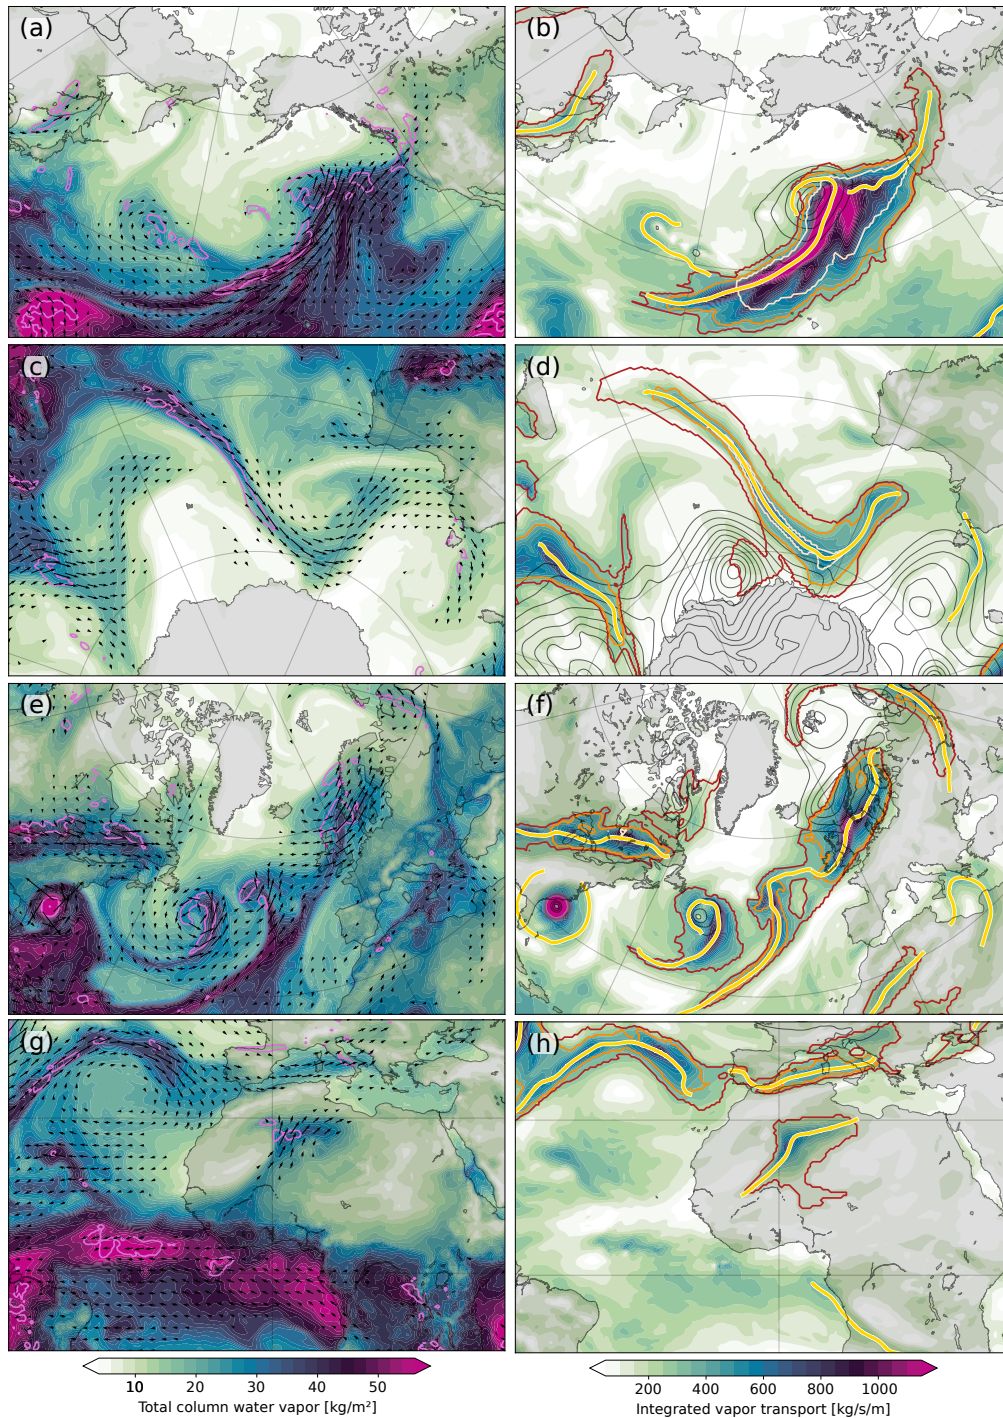 (a)
(b)
(c)
(d)
(e)
(f)
(g)
(h)
10 20 30 40 50
Total column water vapor [kg/m²]
200 400 600 800 1000
Integrated vapor transport [kg/s/m]